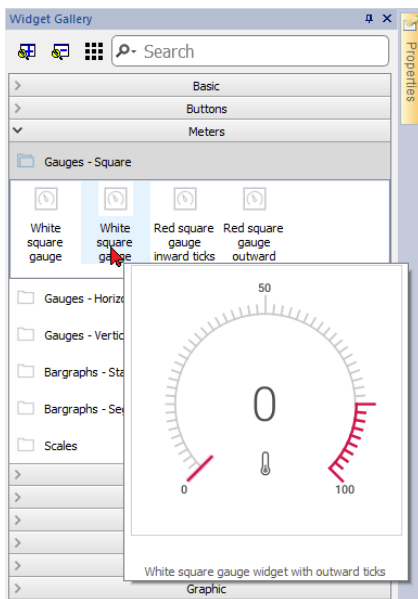 Widget Gallery
Search
Properties
Basic
Buttons
Meters
Gauges - Square
White square gauge
White square gauge
Red square gauge inward ticks
Red square gauge outward
Gauges - Horizo
Gauges - Vertic
Bargraphs - Sta
Bargraphs - Se
Scales
50
0
0
100
White square gauge widget with outward ticks
Graphic